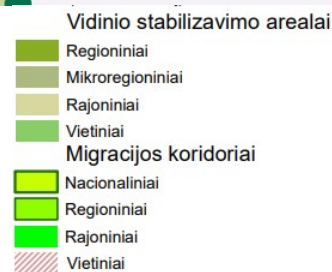 Vidinio stabilizavimo arealai
Regioniniai
Mikroregioniniai
Rajoniniai
Vietiniai
Migracijos koridoriai
Nacionaliniai
Regioniniai
Rajoniniai
Vietiniai